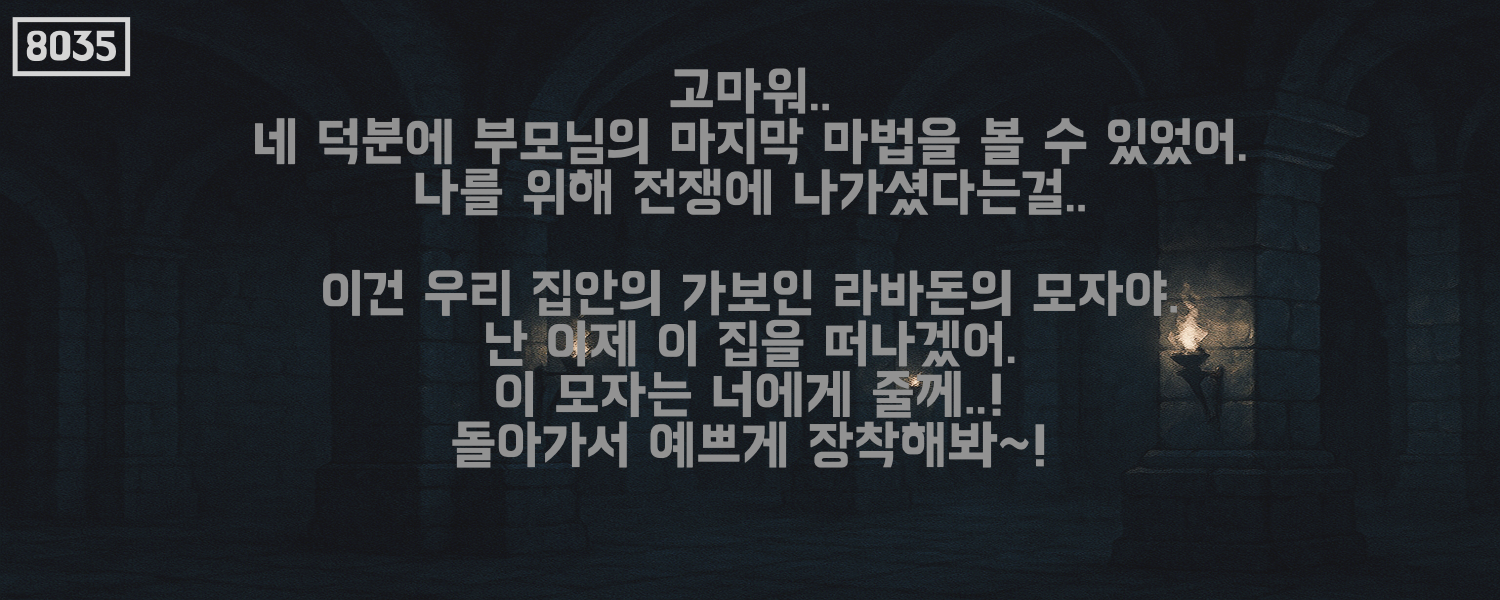 8035
고마워..
네 덕분에 부모님의 마지막 마법을 볼 수 있었어.
나를 위해 전쟁에 나가셨다는걸..
이건 우리 집안의 가보인 라바돈의 모자야.
난 이제 이 집을 떠나겠어.
이 모자는 너에게 줄께..!
돌아가서 예쁘게 장착해봐~!